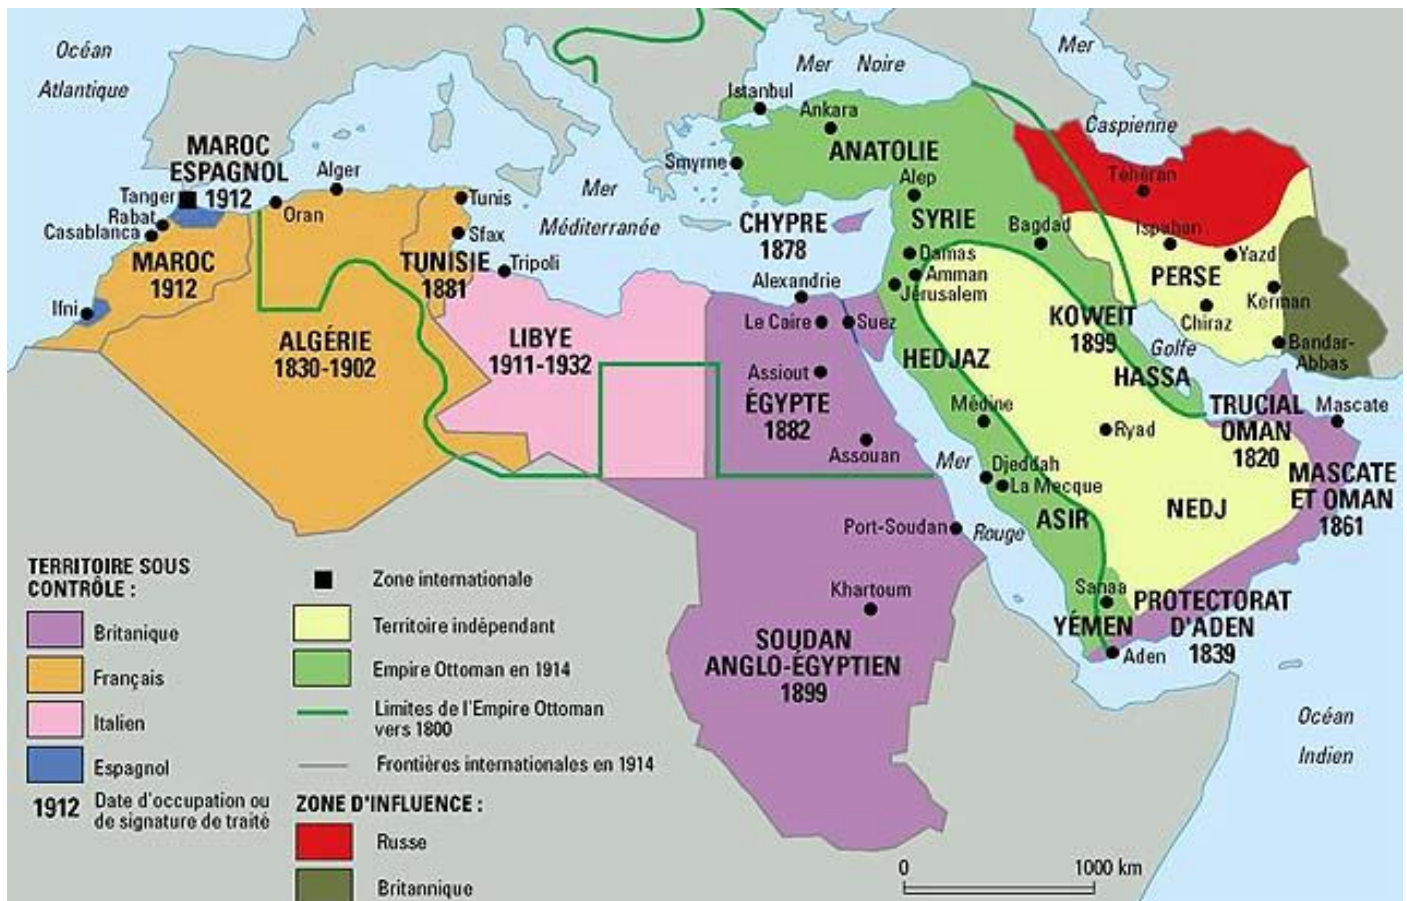 Océan
Atlantique
Mer Noire
Mer
Caspienne
Istanbul
Ankara
ANATOLIE
Smyrne
MAROC
ESPAGNOL
1912
Tanger
Rabat
Casablanca
Alger
Oran
Tunis
Sfax
Mer
Méditerranée
CHYPRE
1878
Alep
SYRIE
Bagdad
Téhéran
Ispahan
Yazd
PERSE
Kerman
Chiraz
Bandar-
Abbas
MAROC
1912
TUNISIE
1881
Tripoli
Ifni
ALGÉRIE
1830-1902
LIBYE
1911-1932
Alexandrie
Le Caire
Suez
Damas
Amman
Jérusalem
KOWEIT
1899
Golfe
HEDJAZ
HASSA
Assiout
ÉGYPTE
1882
Assouan
Médine
Ryad
TRUCIAL
OMAN
1820
Mascate
MASCATE
ET OMAN
1861
Mer
Rouge
Djeddah
La Mecque
ASIR
NEDJ
Port-Soudan
Khartoum
SOUDAN
ANGLO-ÉGYPTIEN
1899
Sanaa
YÉMEN
PROTECTORAT
D'ADEN
1839
Aden
Océan
Indien
TERRITOIRE SOUS
CONTRÔLE :
Britanique
Français
Italien
Espagnol
1912 Date d'occupation ou
de signature de traité
Zone internationale
Territoire indépendant
Empire Ottoman en 1914
Limites de l'Empire Ottoman
vers 1800
Frontières internationales en 1914
ZONE D'INFLUENCE :
Russe
Britannique
0 1000 km